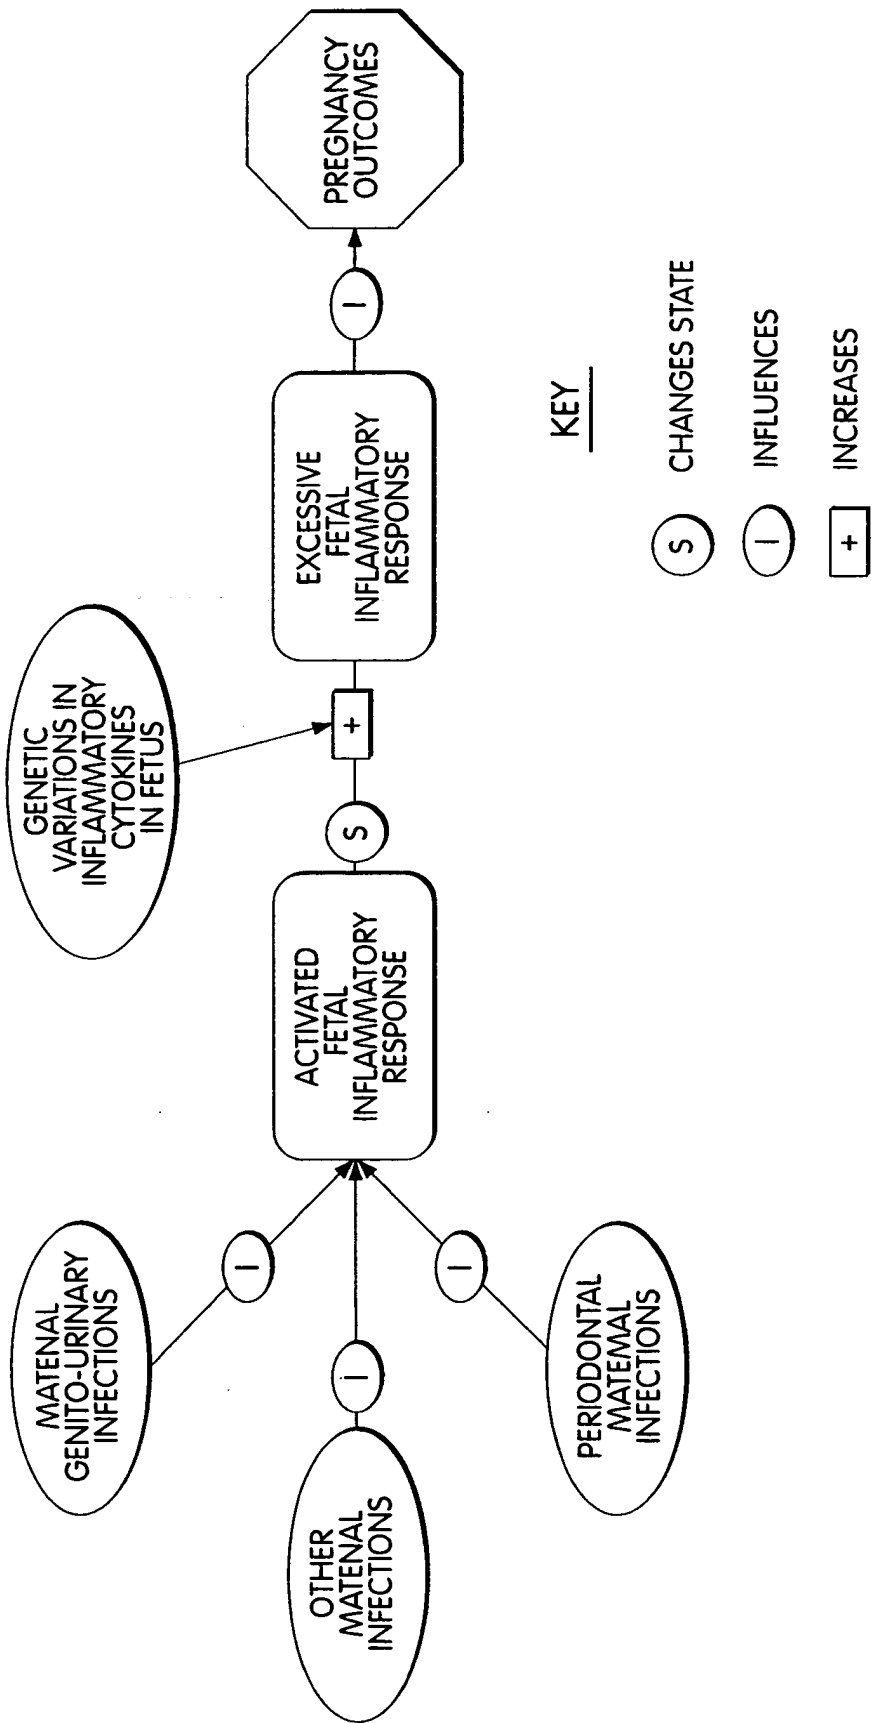 MATENAL
GENITO-URINARY
INFECTIONS
I
OTHER
MATENAL
INFECTIONS
I
PERIODONTAL
MATEMAL
INFECTIONS
I
ACTIVATED
FETAL
INFLAMMATORY
RESPONSE
S
GENETIC
VARIATIONS IN
INFLAMMATORY
CYTOKINES
IN FETUS
+
EXCESSIVE
FETAL
INFLAMMATORY
RESPONSE
I
PREGNANCY
OUTCOMES
KEY
S CHANGES STATE
I INFLUENCES
+ INCREASES